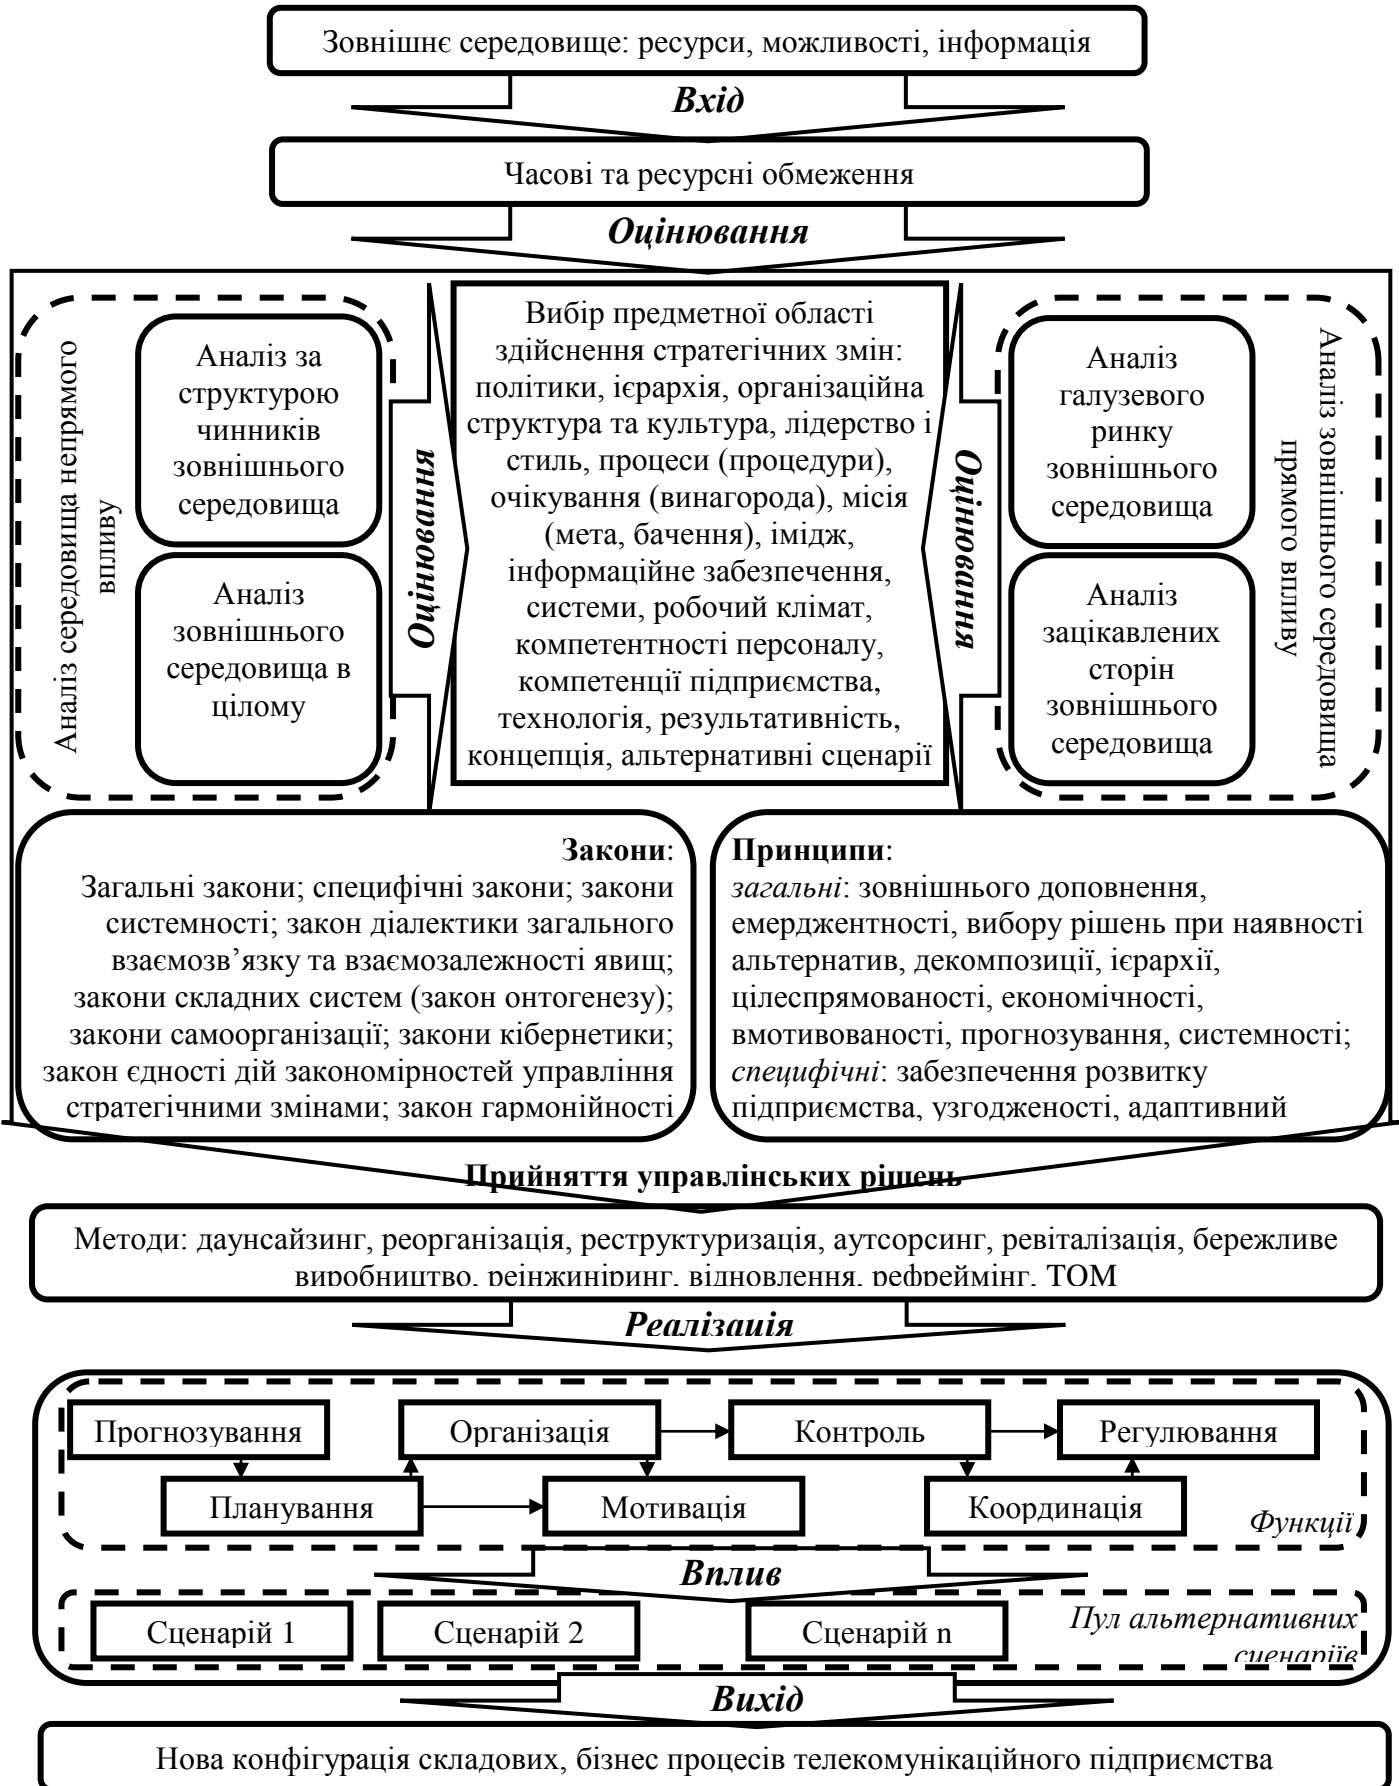 Зовнішнє середовище: ресурси, можливості, інформація
Вхід
Часові та ресурсні обмеження
Оцінювання
Аналіз середовища непрямого
впливу
Аналіз за
структурою
чинників
зовнішнього
середовища
Аналіз
зовнішнього
середовища в
цілому
Оцінювання
Вибір предметної області
здійснення стратегічних змін:
політики, ієрархія, організаційна
структура та культура, лідерство і
стиль, процеси (процедури),
очікування (винагорода), місія
(мета, бачення), імідж,
інформаційне забезпечення,
системи, робочий клімат,
компетентності персоналу,
компетенції підприємства,
технологія, результативність,
концепція, альтернативні сценарії
Оцінювання
Аналіз
галузевого
ринку
зовнішнього
середовища
Аналіз
зацікавлених
сторін
зовнішнього
середовища
Аналіз зовнішнього середовища
прямого впливу
Закони:
Загальні закони; специфічні закони; закони
системності; закон діалектики загального
взаємозв’язку та взаємозалежності явищ;
закони складних систем (закон онтогенезу);
закони самоорганізації; закони кібернетики;
закон єдності дій закономірностей управління
стратегічними змінами; закон гармонійності
Принципи:
загальні: зовнішнього доповнення,
емерджентності, вибору рішень при наявності
альтернатив, декомпозиції, ієрархії,
цілеспрямованості, економічності,
вмотивованості, прогнозування, системності;
специфічні: забезпечення розвитку
підприємства, узгодженості, адаптивний
Прийняття управлінських рішень
Методи: даунсайзинг, реорганізація, реструктуризація, аутсорсинг, ревіталізація, бережливе
виробництво, реінжиніринг, відновлення, рефреймінг, TQM
Реалізація
Прогнозування
Організація
Контроль
Регулювання
Планування
Мотивація
Координація
Функції
Вплив
Сценарій 1
Сценарій 2
Сценарій n
Пул альтернативних
сценаріїв
Вихід
Нова конфігурація складових, бізнес процесів телекомунікаційного підприємства